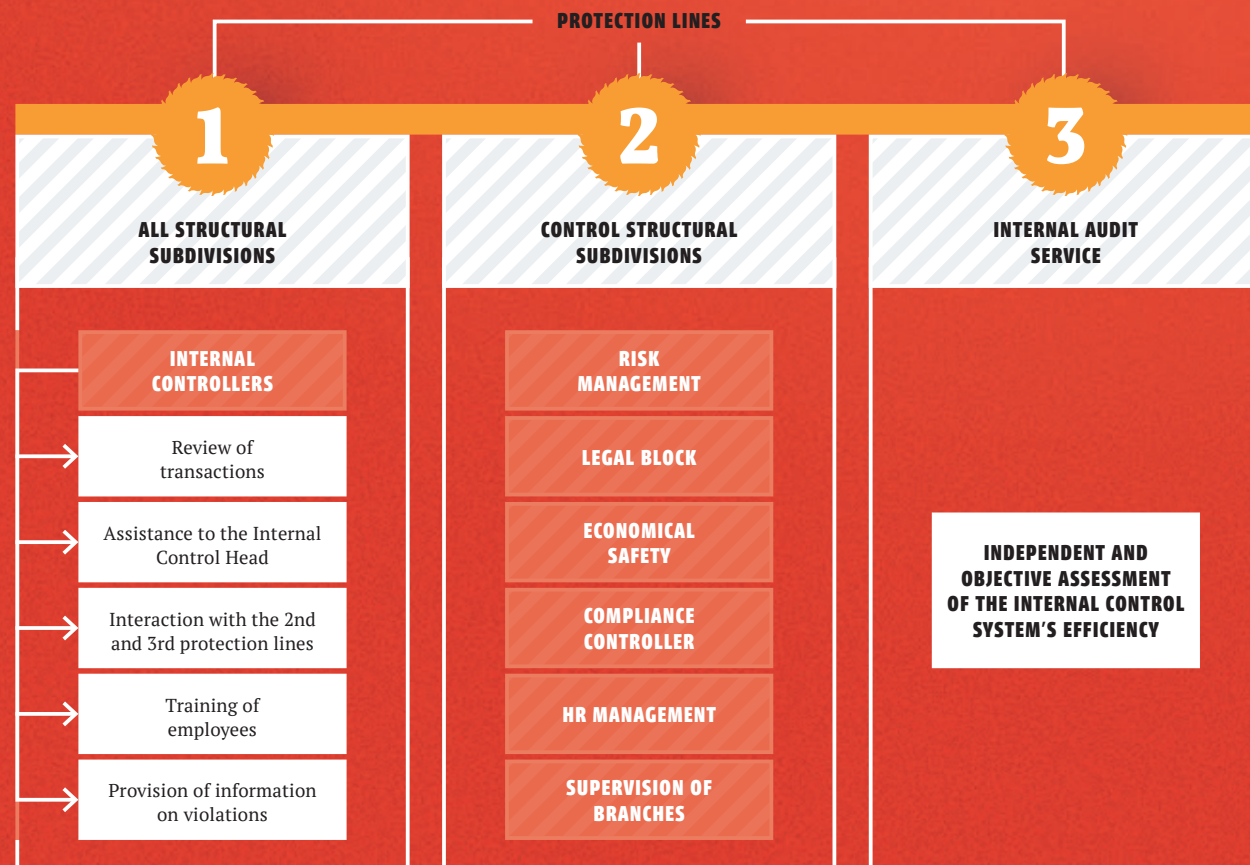 PROTECTION LINES
1
ALL STRUCTURAL
SUBDIVISIONS
INTERNAL
CONTROLLERS
Review of
transactions
Assistance to the Internal
Control Head
Interaction with the 2nd
and 3rd protection lines
Training of
employees
Provision of information
on violations
2
CONTROL STRUCTURAL
SUBDIVISIONS
RISK
MANAGEMENT
LEGAL BLOCK
ECONOMICAL
SAFETY
COMPLIANCE
CONTROLLER
HR MANAGEMENT
SUPERVISION OF
BRANCHES
3
INTERNAL AUDIT
SERVICE
INDEPENDENT AND
OBJECTIVE ASSESSMENT
OF THE INTERNAL CONTROL
SYSTEM'S EFFICIENCY